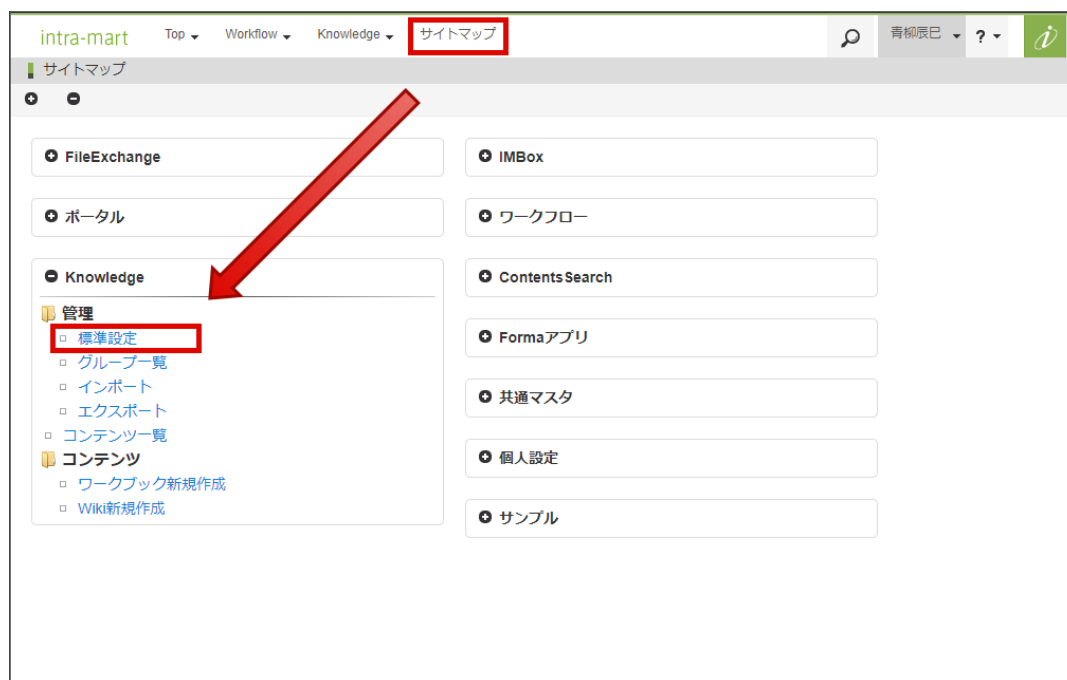 intra-mart Top Workflow Knowledge サイトマップ 青柳辰巳 ?
サイトマップ
FileExchange
IMBox
ポータル
ワークフロー
Knowledge
管理
標準設定
グループ一覧
インポート
エクスポート
コンテンツ一覧
コンテンツ
ワークブック新規作成
Wiki新規作成
ContentsSearch
Formaアプリ
共通マスタ
個人設定
サンプル